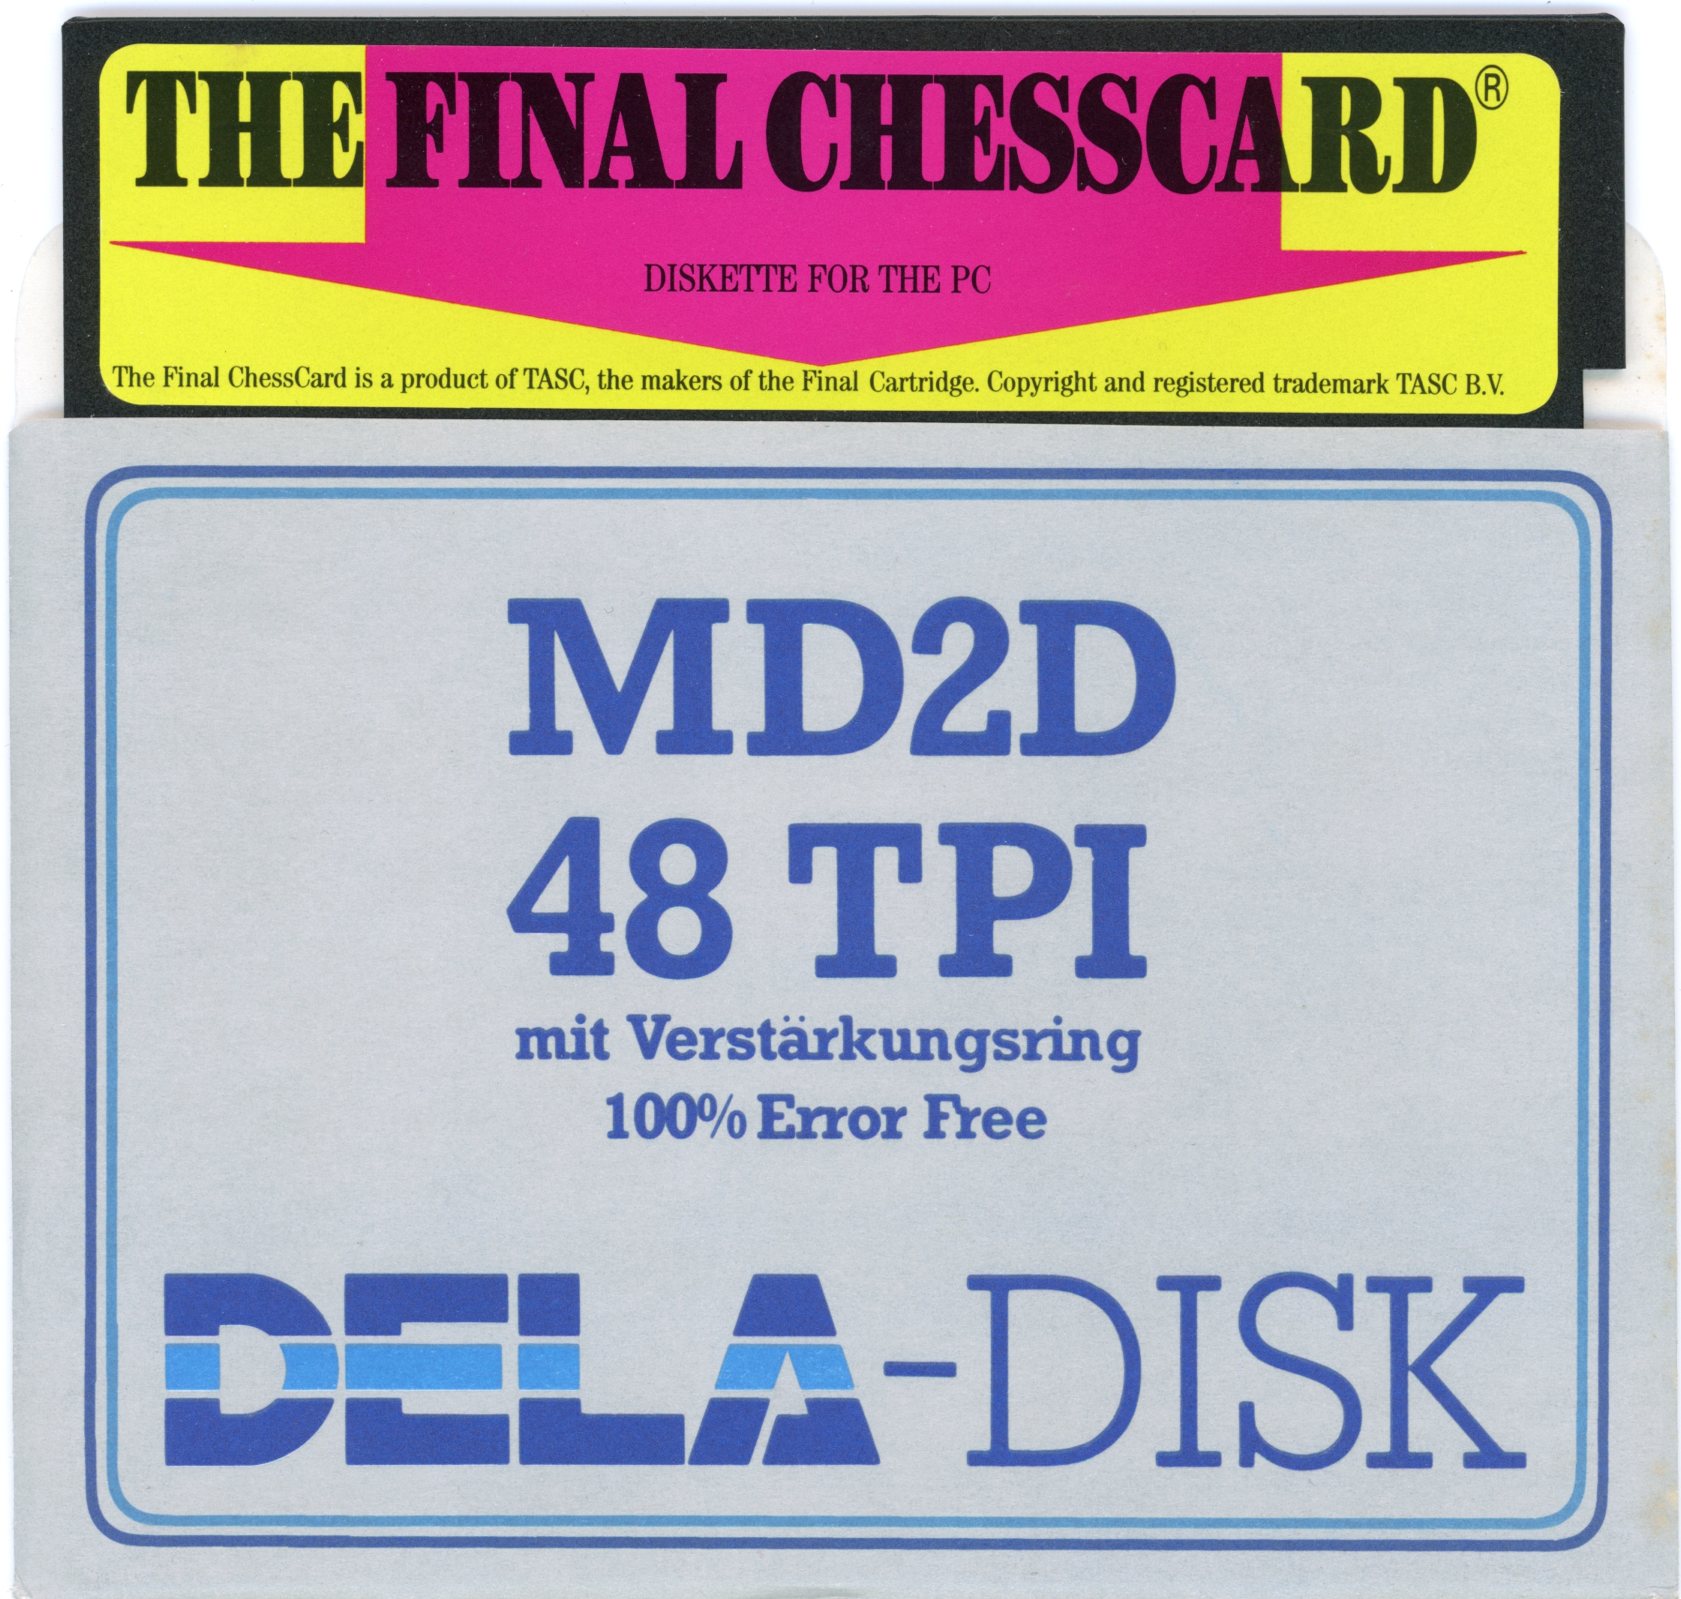 THE FINAL CHESSCARD®
DISKETTE FOR THE PC
The Final ChessCard is a product of TASC, the makers of the Final Cartridge. Copyright and registered trademark TASC B.V.
MD2D
48 TPI
mit Verstärkungsring
100% Error Free
DELA-DISK